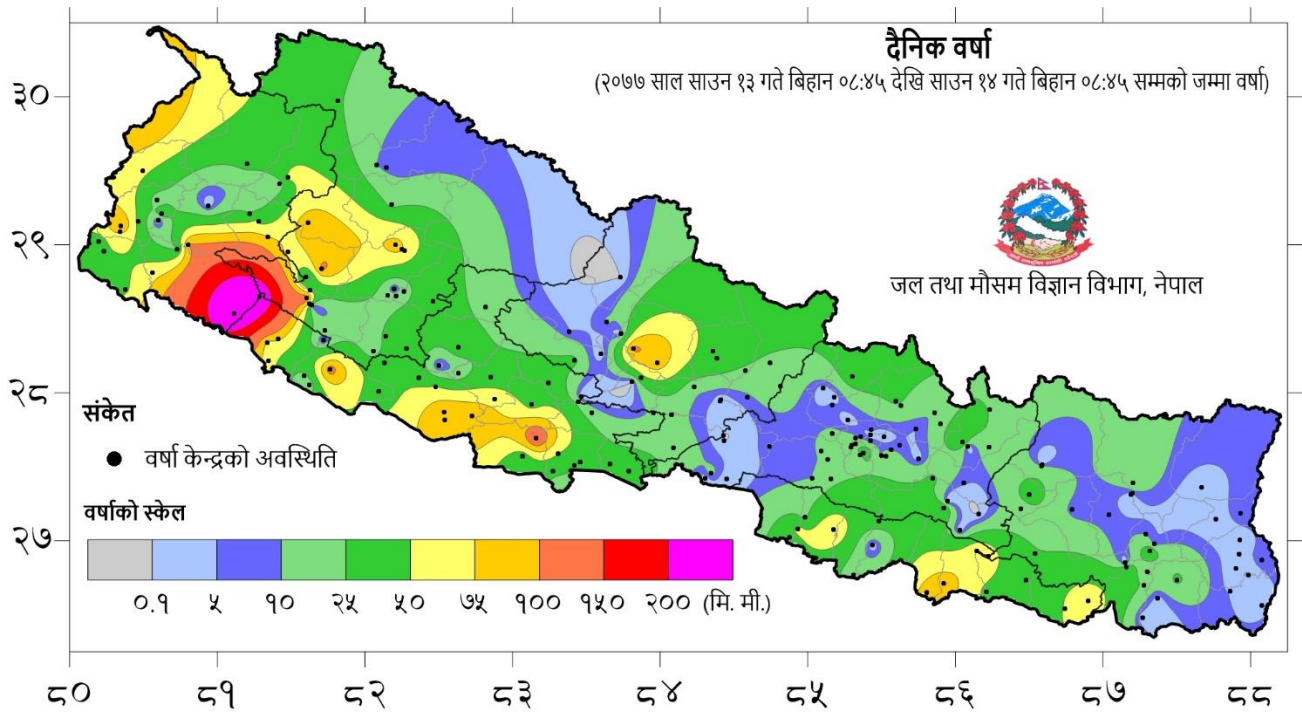 दैनिक वर्षा
(२०७७ साल साउन १३ गते बिहान ०८:४५ देखि साउन १४ गते बिहान ०८:४५ सम्मको जम्मा वर्षा)
३०
२९
२८
२७
जल तथा मौसम विज्ञान विभाग, नेपाल
संकेत
वर्षा केन्द्रको अवस्थिति
वर्षाको स्केल
०.१ ५ १० २५ ५० ७५ १०० १५० २०० (मि. मी.)
८० ८१ ८२ ८३ ८४ ८५ ८६ ८७ ८८